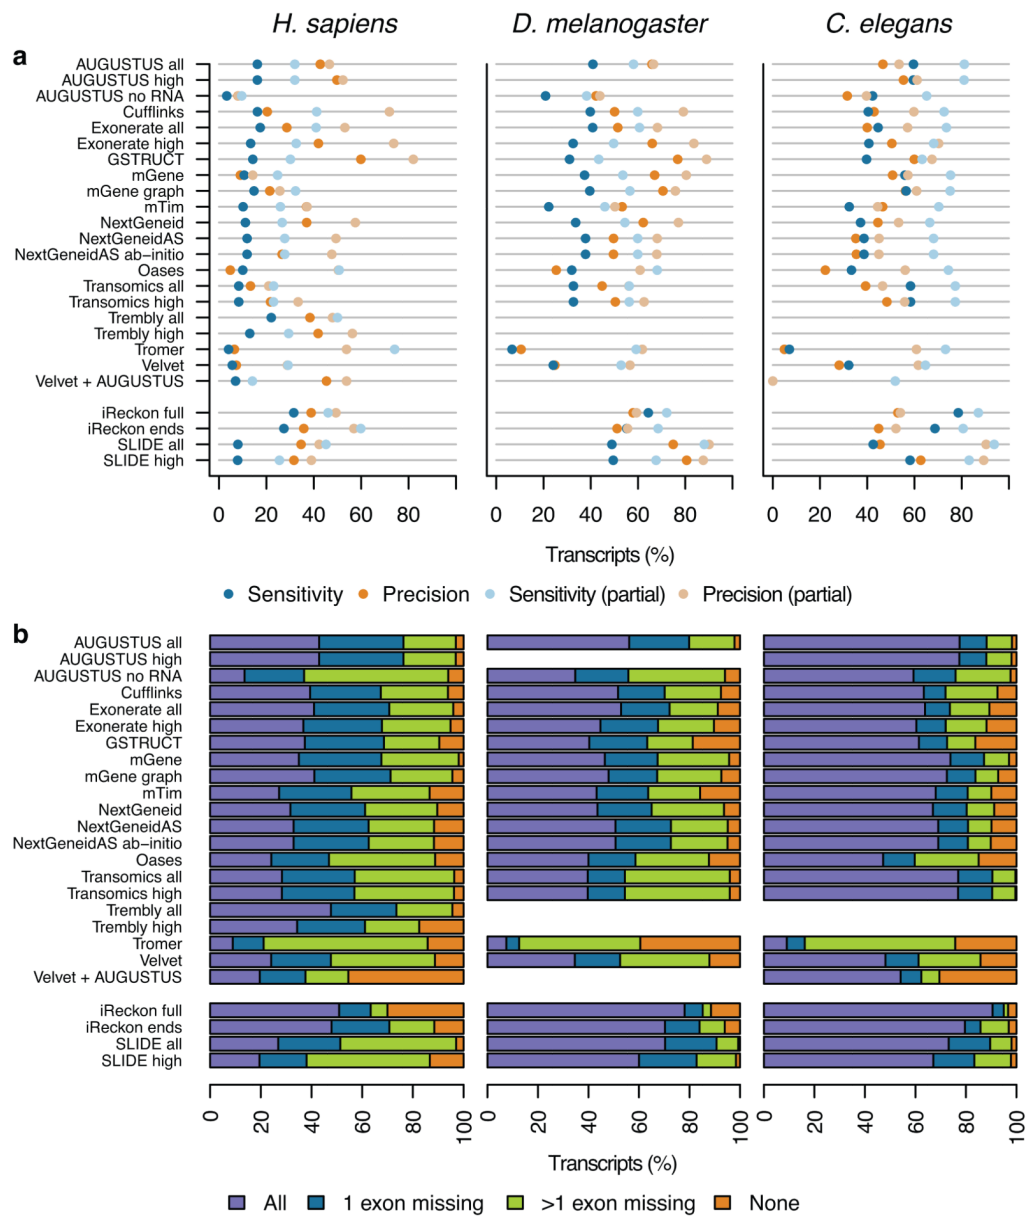 H. sapiens D. melanogaster C. elegans
a
AUGUSTUS all
AUGUSTUS high
AUGUSTUS no RNA
Cufflinks
Exonerate all
Exonerate high
GSTRUCT
mGene
mGene graph
mTim
NextGeneid
NextGeneidAS
NextGeneidAS ab−initio
Oases
Transomics all
Transomics high
Trembly all
Trembly high
Tromer
Velvet
Velvet + AUGUSTUS
iReckon full
iReckon ends
SLIDE all
SLIDE high
0 20 40 60 80 0 20 40 60 80 0 20 40 60 80
Transcripts (%)
Sensitivity Precision Sensitivity (partial) Precision (partial)
b
AUGUSTUS all
AUGUSTUS high
AUGUSTUS no RNA
Cufflinks
Exonerate all
Exonerate high
GSTRUCT
mGene
mGene graph
mTim
NextGeneid
NextGeneidAS
NextGeneidAS ab−initio
Oases
Transomics all
Transomics high
Trembly all
Trembly high
Tromer
Velvet
Velvet + AUGUSTUS
iReckon full
iReckon ends
SLIDE all
SLIDE high
0 20 40 60 80 100 0 20 40 60 80 100 0 20 40 60 80 100
Transcripts (%)
All 1 exon missing >1 exon missing None